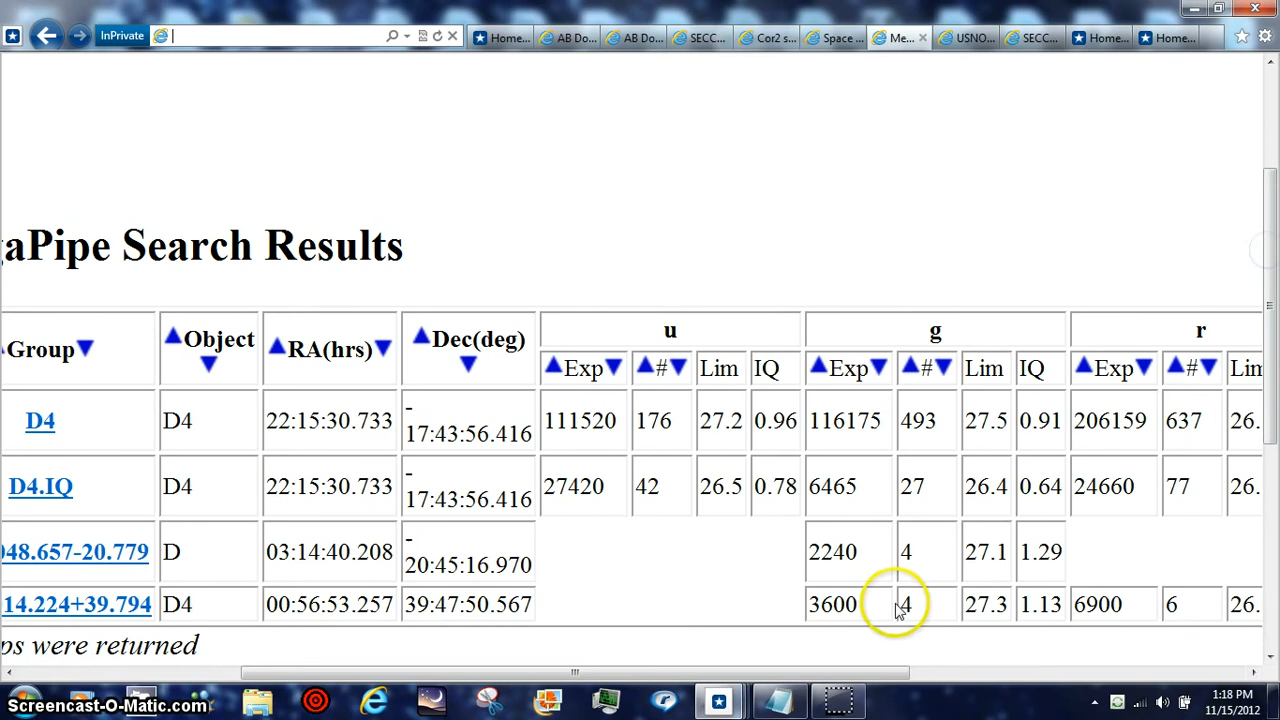 InPrivate
Home...
AB Do...
AB Do...
SECC...
Cor2 s...
Space ...
Me...
USNO...
SECC...
Home...
Home...
gaPipe Search Results
Group Object RA(hrs) Dec(deg) u g r
Exp # Lim IQ Exp # Lim IQ Exp # Lim
D4 D4 22:15:30.733 -17:43:56.416 111520 176 27.2 0.96 116175 493 27.5 0.91 206159 637 26.
D4.IQ D4 22:15:30.733 -17:43:56.416 27420 42 26.5 0.78 6465 27 26.4 0.64 24660 77 26.
048.657-20.779 D 03:14:40.208 -20:45:16.970 2240 4 27.1 1.29
14.224+39.794 D4 00:56:53.257 39:47:50.567 3600 4 27.3 1.13 6900 6 26.
ps were returned
Screencast-O-Matic.com
1:18 PM
11/15/2012